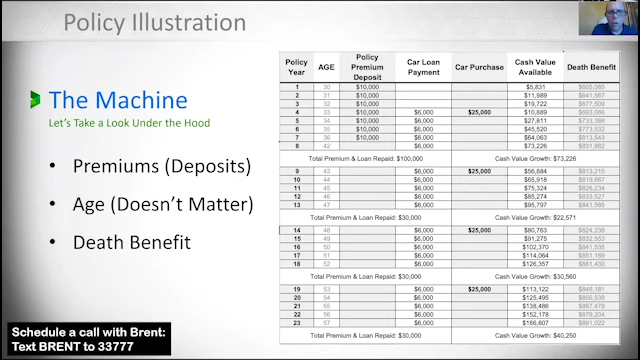 Policy Illustration
The Machine
Let's Take a Look Under the Hood
• Premiums (Deposits)
• Age (Doesn't Matter)
• Death Benefit
Schedule a call with Brent:
Text BRENT to 33777
Policy Year AGE Policy Premium Deposit Car Loan Payment Car Purchase Cash Value Available Death Benefit
1 30 $10,000 $5,831
2 31 $10,000 $11,989 $641,567
3 32 $10,000 $19,722 $677,509
4 33 $10,000 $6,000 $25,000 $10,889 $693,066
5 34 $10,000 $6,000 $27,811 $733,388
6 35 $10,000 $6,000 $45,520 $773,532
7 36 $10,000 $6,000 $64,063 $813,543
8 42 $6,000 $73,226 $831,882
Total Premium & Loan Repaid: $100,000 Cash Value Growth: $73,226
9 43 $6,000 $25,000 $56,884 $813,215
10 44 $6,000 $65,918 $819,667
11 45 $6,000 $75,324 $826,234
12 46 $6,000 $85,274 $833,527
13 47 $6,000 $95,797 $841,585
Total Premium & Loan Repaid: $30,000 Cash Value Growth: $22,571
14 48 $6,000 $25,000 $80,763 $824,238
15 49 $6,000 $91,275 $832,553
16 50 $6,000 $102,370 $841,535
17 51 $6,000 $114,064 $851,169
18 52 $6,000 $126,357 $861,430
Total Premium & Loan Repaid: $30,000 Cash Value Growth: $30,560
19 53 $6,000 $25,000 $113,122 $846,181
20 54 $6,000 $125,495 $856,539
21 55 $6,000 $138,486 $867,478
22 56 $6,000 $152,178 $879,204
23 57 $6,000 $166,607 $891,022
Total Premium & Loan Repaid: $30,000 Cash Value Growth: $40,250